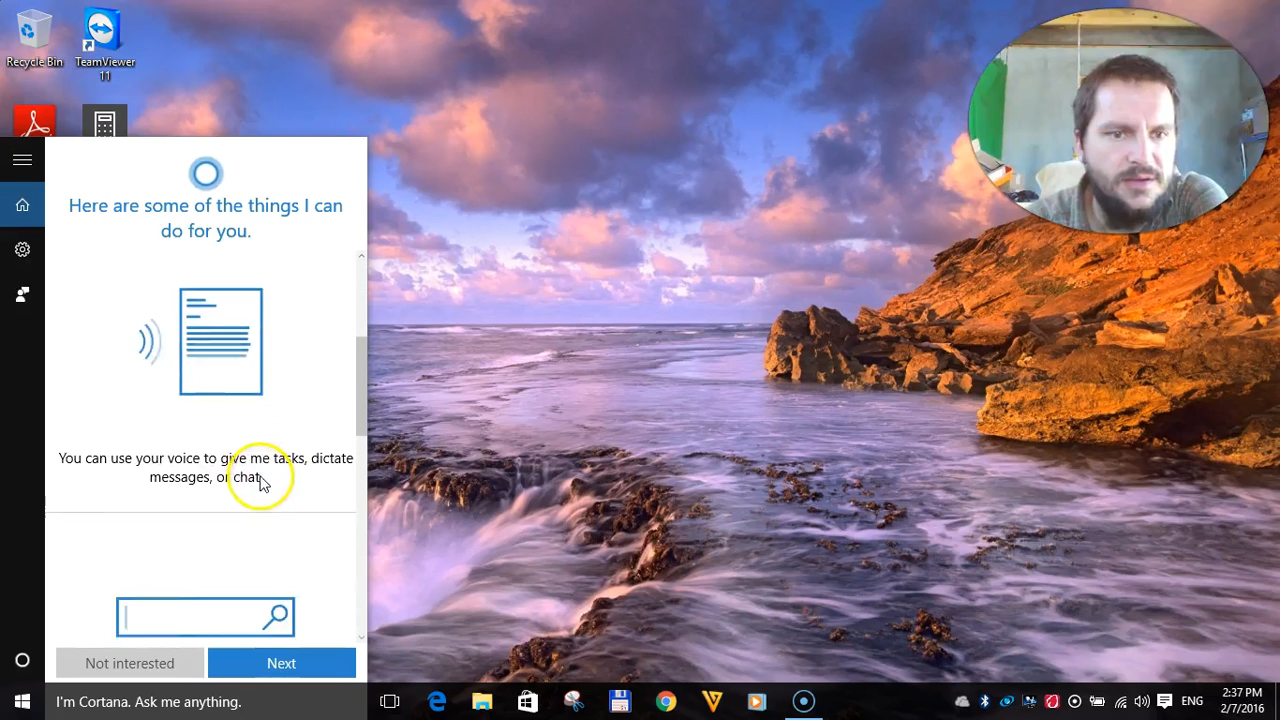 Recycle Bin
TeamViewer
11
Here are some of the things I can
do for you.
You can use your voice to give me tasks, dictate
messages, or chat.
Not interested
Next
I'm Cortana. Ask me anything.
ENG
2:37 PM
2/7/2016